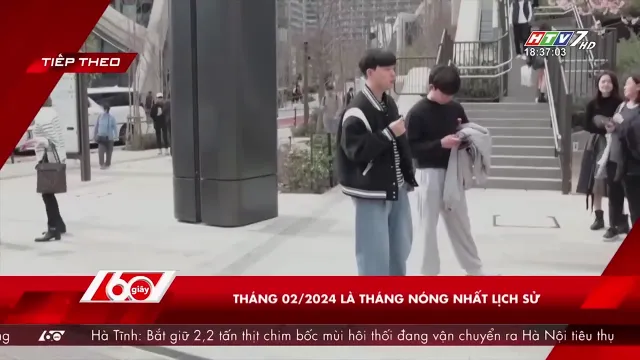 TIẾP THEO
HTV7 HD
18:37:03
60 giây
THÁNG 02/2024 LÀ THÁNG NÓNG NHẤT LỊCH SỬ
ng 60 Hà Tĩnh: Bắt giữ 2,2 tấn thịt chim bốc mùi hôi thối đang vận chuyển ra Hà Nội tiêu thụ